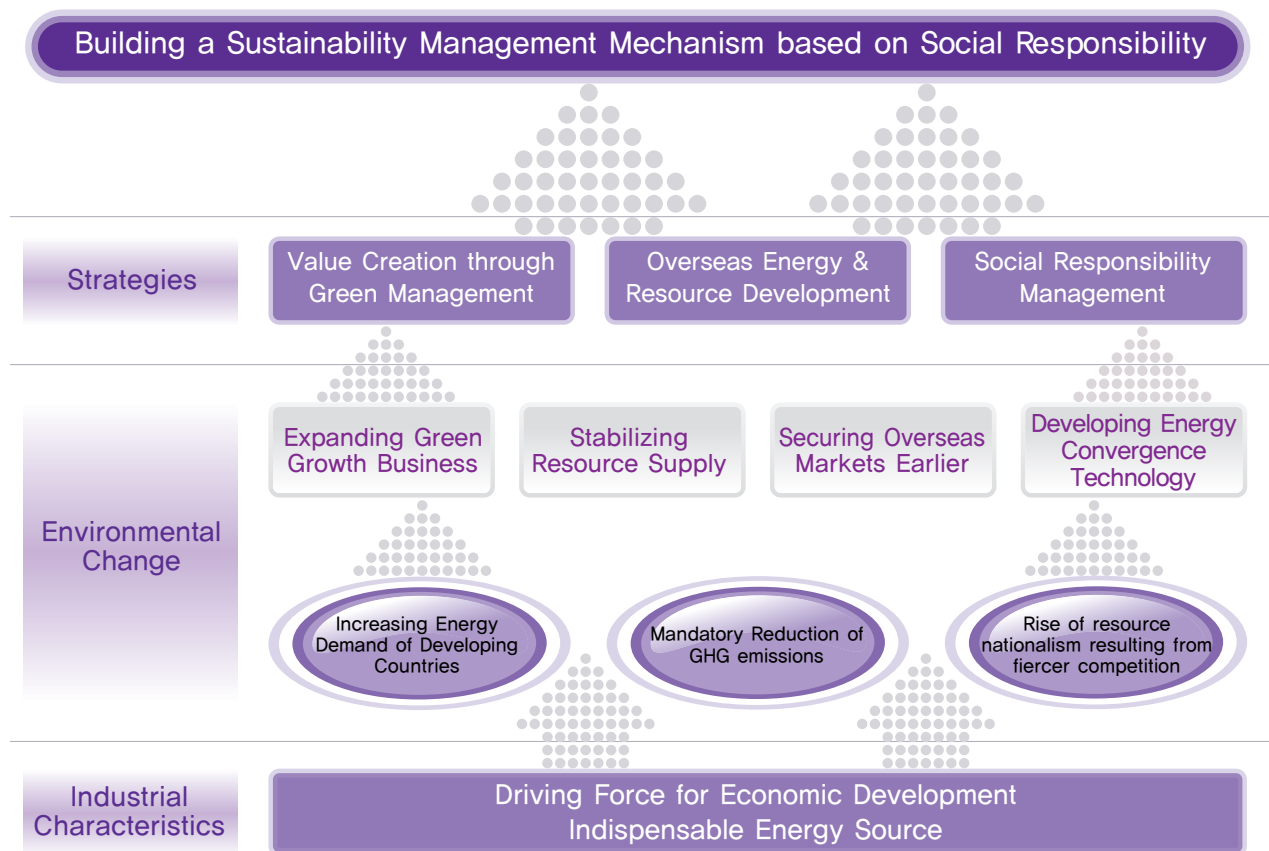 Building a Sustainability Management Mechanism based on Social Responsibility
Strategies
Value Creation through
Green Management
Overseas Energy &
Resource Development
Social Responsibility
Management
Environmental
Change
Expanding Green
Growth Business
Stabilizing
Resource Supply
Securing Overseas
Markets Earlier
Developing Energy
Convergence
Technology
Increasing Energy
Demand of Developing
Countries
Mandatory Reduction of
GHG emissions
Rise of resource
nationalism resulting from
fiercer competition
Industrial
Characteristics
Driving Force for Economic Development
Indispensable Energy Source